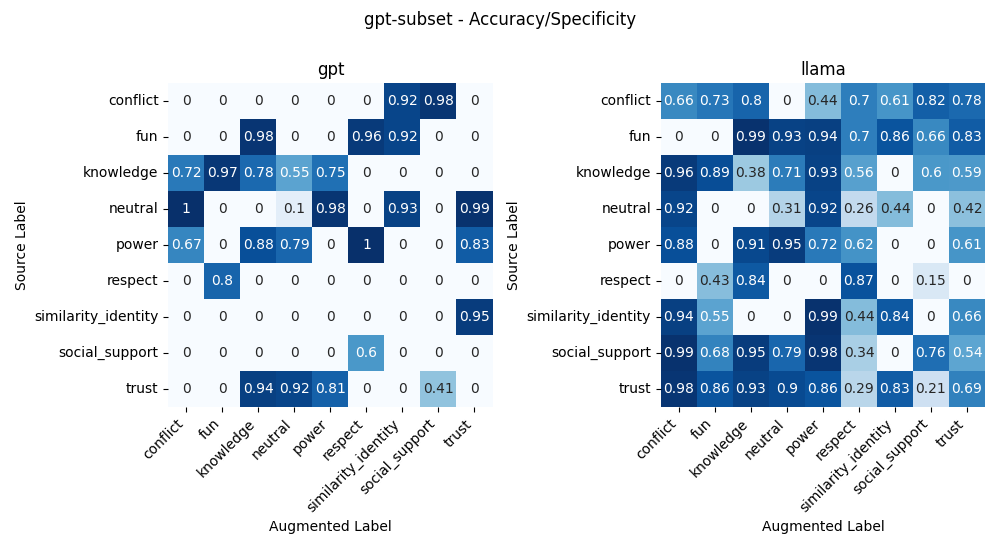 gpt-subset - Accuracy/Specificity
gpt
Source Label
conflict 0 0 0 0 0 0 0.92 0.98 0
fun 0 0 0.98 0 0 0.96 0.92 0 0
knowledge 0.72 0.97 0.78 0.55 0.75 0 0 0 0
neutral 1 0 0 0.1 0.98 0 0.93 0 0.99
power 0.67 0 0.88 0.79 0 1 0 0 0.83
respect 0 0.8 0 0 0 0 0 0 0
similarity_identity 0 0 0 0 0 0 0 0 0.95
social_support 0 0 0 0 0 0.6 0 0 0
trust 0 0 0.94 0.92 0.81 0 0 0.41 0
conflict fun knowledge neutral power respect similarity_identity social_support trust
Augmented Label
llama
Source Label
conflict 0.66 0.73 0.8 0 0.44 0.7 0.61 0.82 0.78
fun 0 0 0.99 0.93 0.94 0.7 0.86 0.66 0.83
knowledge 0.96 0.89 0.38 0.71 0.93 0.56 0 0.6 0.59
neutral 0.92 0 0 0.31 0.92 0.26 0.44 0 0.42
power 0.88 0 0.91 0.95 0.72 0.62 0 0 0.61
respect 0 0.43 0.84 0 0 0.87 0 0.15 0
similarity_identity 0.94 0.55 0 0 0.99 0.44 0.84 0 0.66
social_support 0.99 0.68 0.95 0.79 0.98 0.34 0 0.76 0.54
trust 0.98 0.86 0.93 0.9 0.86 0.29 0.83 0.21 0.69
conflict fun knowledge neutral power respect similarity_identity social_support trust
Augmented Label